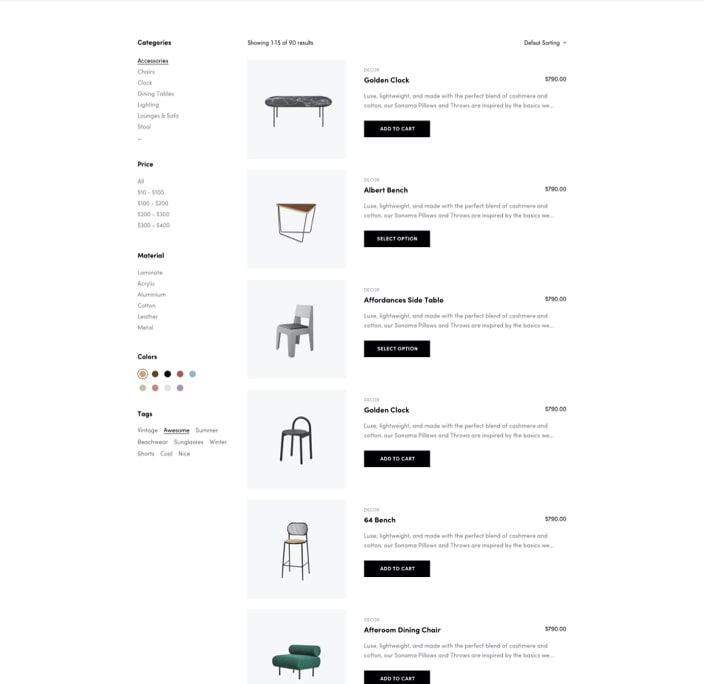 Categories
Accessories
Chairs
Clock
Dining Tables
Lighting
Lounges & Sofa
Stool
...
Price
All
$10 - $100
$100 - $200
$200 - $300
$300 - $400
Material
Laminate
Acrylic
Aluminium
Cotton
Leather
Metal
Colors
Tags
Vintage Awesome Summer
Beachwear Sunglasses Winter
Shorts Cool Nice
Showing 1-15 of 90 results
Defaut Sorting
DECOR
Golden Clock $790.00
Luxe, lightweight, and made with the perfect blend of cashmere and
cotton, our Sonoma Pillows and Throws are inspired by the basics we...
ADD TO CART
DECOR
Albert Bench $790.00
Luxe, lightweight, and made with the perfect blend of cashmere and
cotton, our Sonoma Pillows and Throws are inspired by the basics we...
SELECT OPTION
DECOR
Affordances Side Table $790.00
Luxe, lightweight, and made with the perfect blend of cashmere and
cotton, our Sonoma Pillows and Throws are inspired by the basics we...
SELECT OPTION
DECOR
Golden Clock $790.00
Luxe, lightweight, and made with the perfect blend of cashmere and
cotton, our Sonoma Pillows and Throws are inspired by the basics we...
ADD TO CART
DECOR
64 Bench $790.00
Luxe, lightweight, and made with the perfect blend of cashmere and
cotton, our Sonoma Pillows and Throws are inspired by the basics we...
ADD TO CART
DECOR
Afteroom Dining Chair $790.00
Luxe, lightweight, and made with the perfect blend of cashmere and
cotton, our Sonoma Pillows and Throws are inspired by the basics we...
ADD TO CART